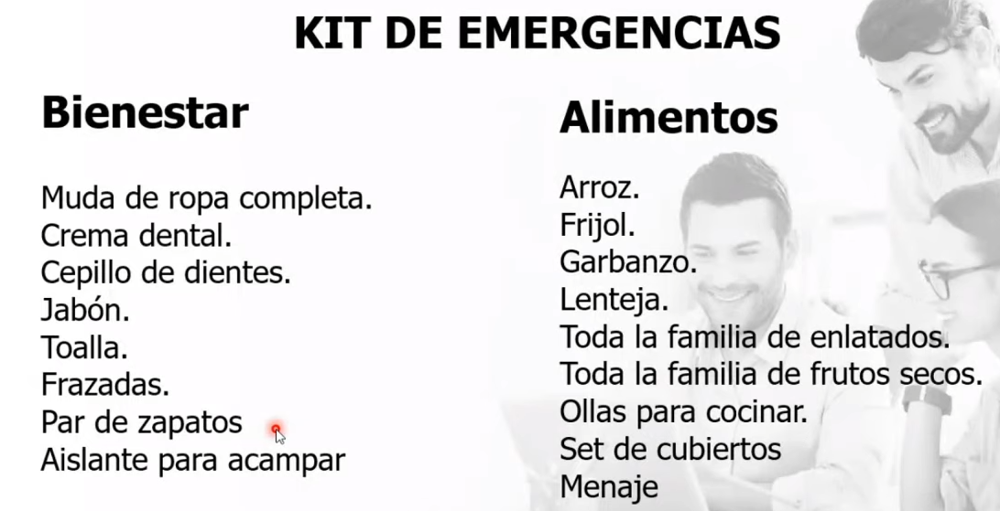 KIT DE EMERGENCIAS
Bienestar
Muda de ropa completa.
Crema dental.
Cepillo de dientes.
Jabón.
Toalla.
Frazadas.
Par de zapatos
Aislante para acampar
Alimentos
Arroz.
Frijol.
Garbanzo.
Lenteja.
Toda la familia de enlatados.
Toda la familia de frutos secos.
Ollas para cocinar.
Set de cubiertos
Menaje